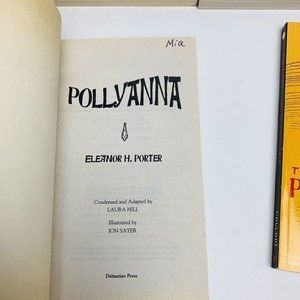 Mia
POLLYANNA
ELEANOR H. PORTER
Condensed and Adapted by
LAURA HILL
Illustrated by
JON SAYER
Dalmatian Press